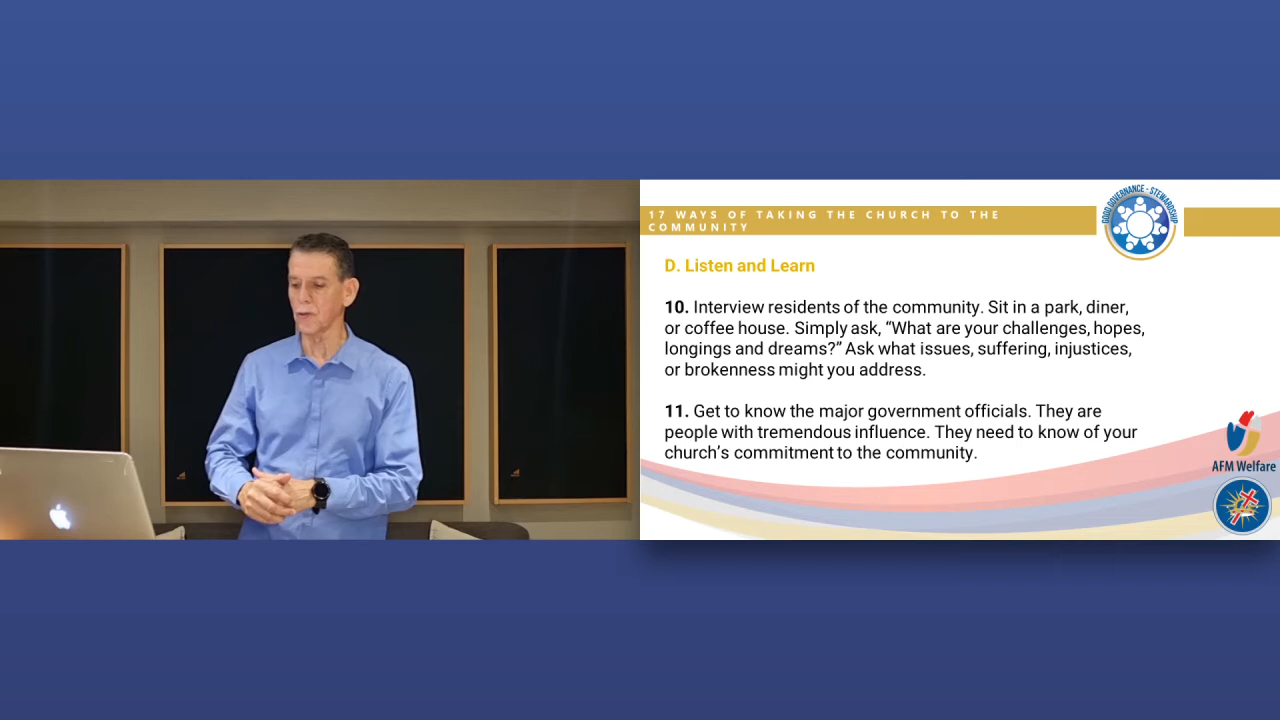 17 WAYS OF TAKING THE CHURCH TO THE
COMMUNITY
GOOD GOVERNANCE - STEWARDSHIP
D. Listen and Learn
10. Interview residents of the community. Sit in a park, diner,
or coffee house. Simply ask, “What are your challenges, hopes,
longings and dreams?” Ask what issues, suffering, injustices,
or brokenness might you address.
11. Get to know the major government officials. They are
people with tremendous influence. They need to know of your
church’s commitment to the community.
AFM Welfare